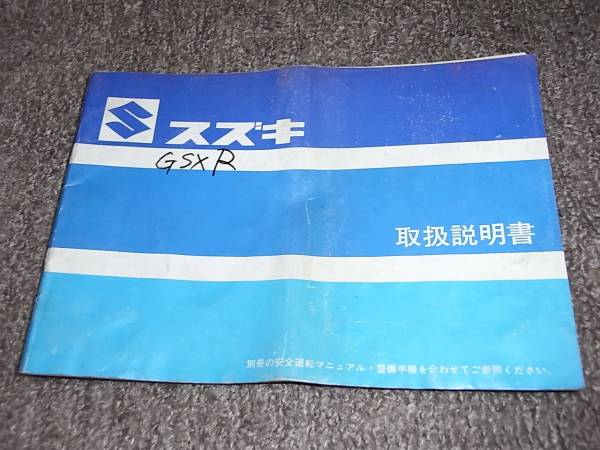 スズキ
GSXR
取扱説明書
別冊の安全運転マニュアル・整備手帳を合わせてご参照ください。